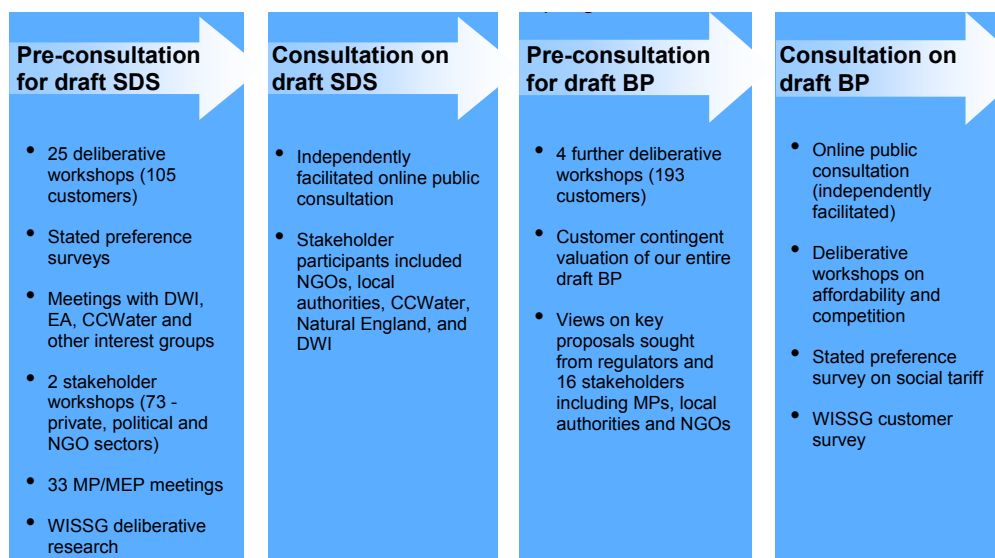 Pre-consultation
for draft SDS
• 25 deliberative
workshops (105
customers)
• Stated preference
surveys
• Meetings with DWI,
EA, CCWater and
other interest groups
• 2 stakeholder
workshops (73 -
private, political and
NGO sectors)
• 33 MP/MEP meetings
• WISSG deliberative
research
Consultation on
draft SDS
• Independently
facilitated online public
consultation
• Stakeholder
participants included
NGOs, local
authorities, CCWater,
Natural England, and
DWI
Pre-consultation
for draft BP
• 4 further deliberative
workshops (193
customers)
• Customer contingent
valuation of our entire
draft BP
• Views on key
proposals sought
from regulators and
16 stakeholders
including MPs, local
authorities and NGOs
Consultation on
draft BP
• Online public
consultation
(independently
facilitated)
• Deliberative
workshops on
affordability and
competition
• Stated preference
survey on social tariff
• WISSG customer
survey